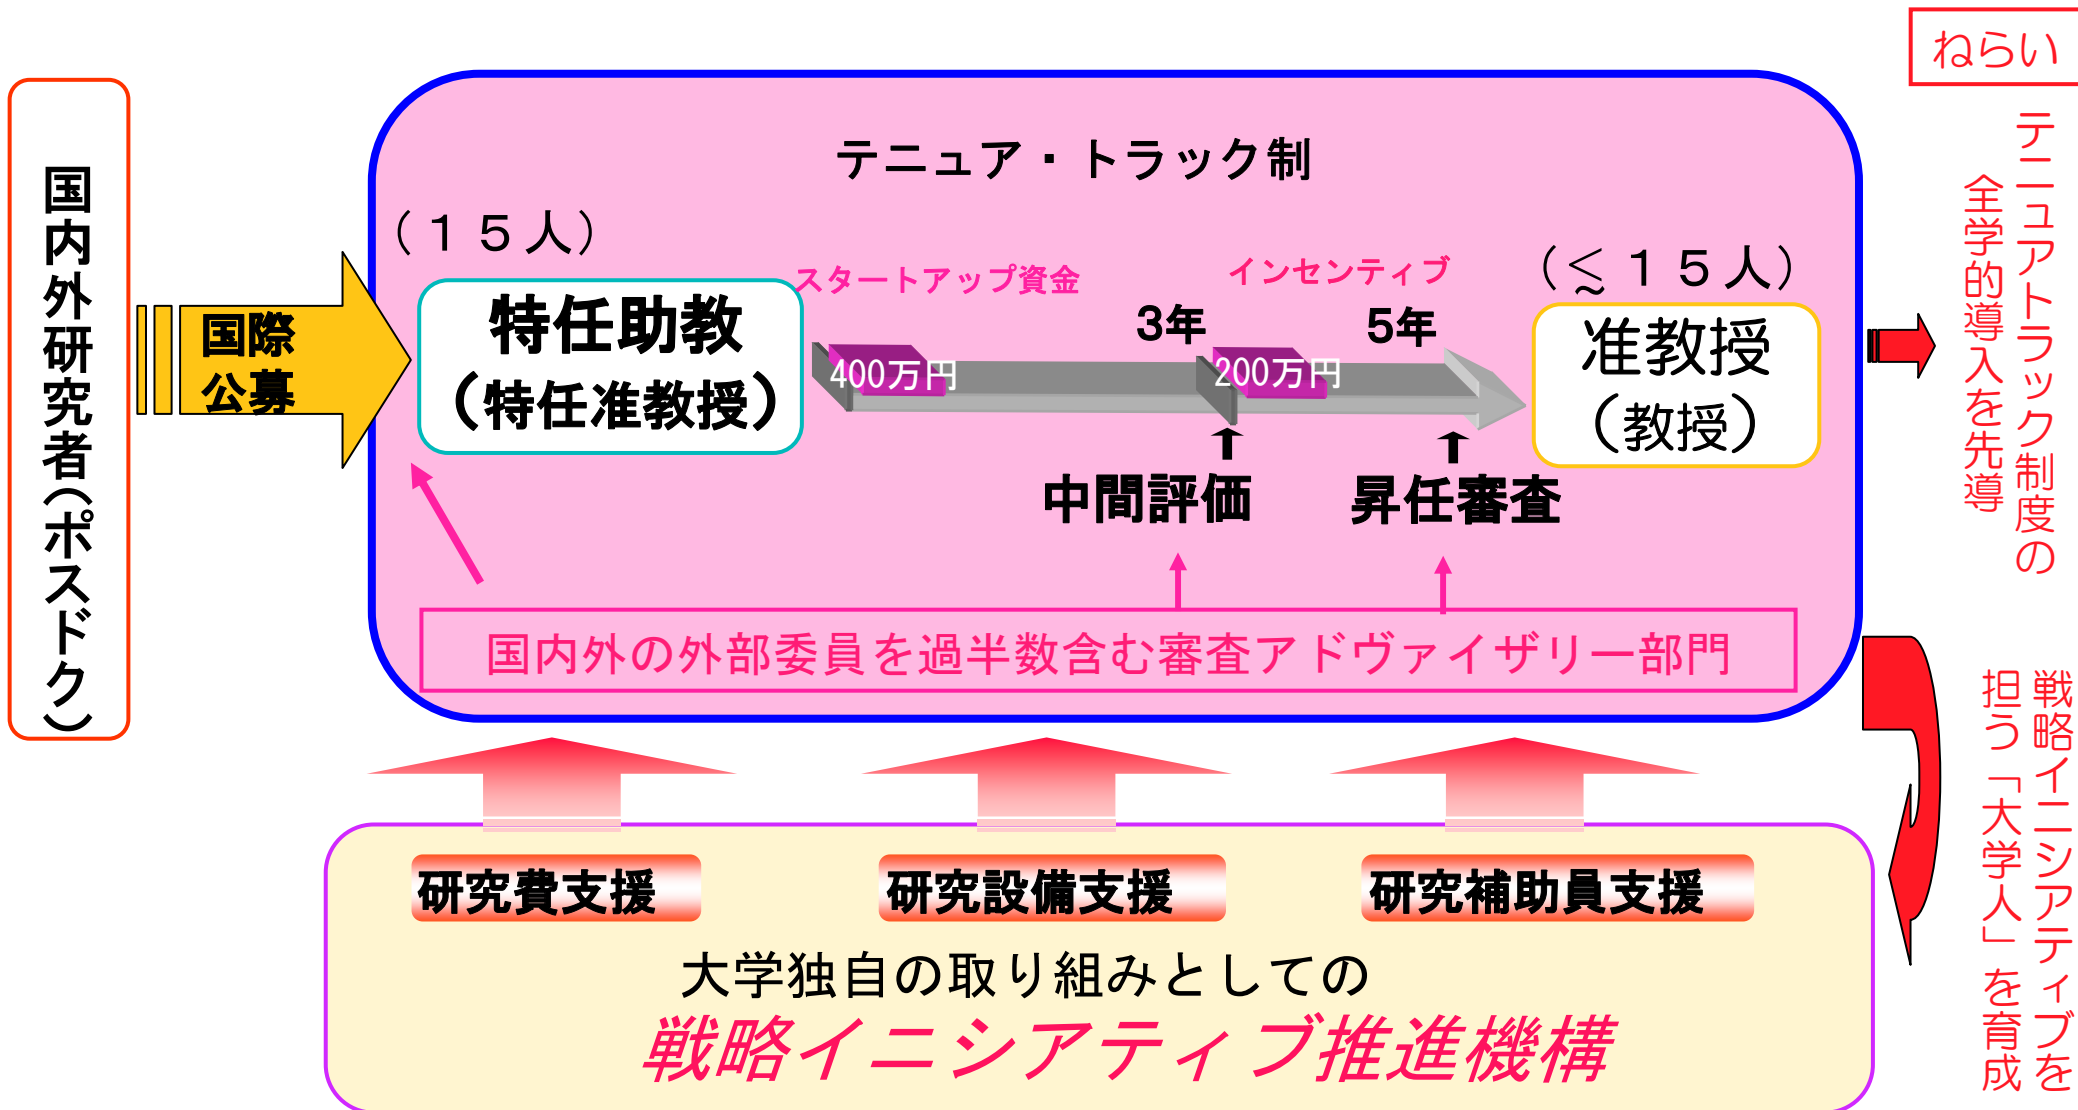 ねらい
国内外研究者（ポスドク）
国際
公募
テニュア・トラック制
（１５人）
特任助教
（特任准教授）
スタートアップ資金
400万円
3年
インセンティブ
200万円
5年
中間評価
昇任審査
（≲１５人）
准教授
（教授）
国内外の外部委員を過半数含む審査アドヴァイザリー部門
テニュアトラック制度の
全学的導入を先導
戦略イニシアティブを
担う「大学人」を育成
研究費支援
研究設備支援
研究補助員支援
大学独自の取り組みとしての
戦略イニシアティブ推進機構